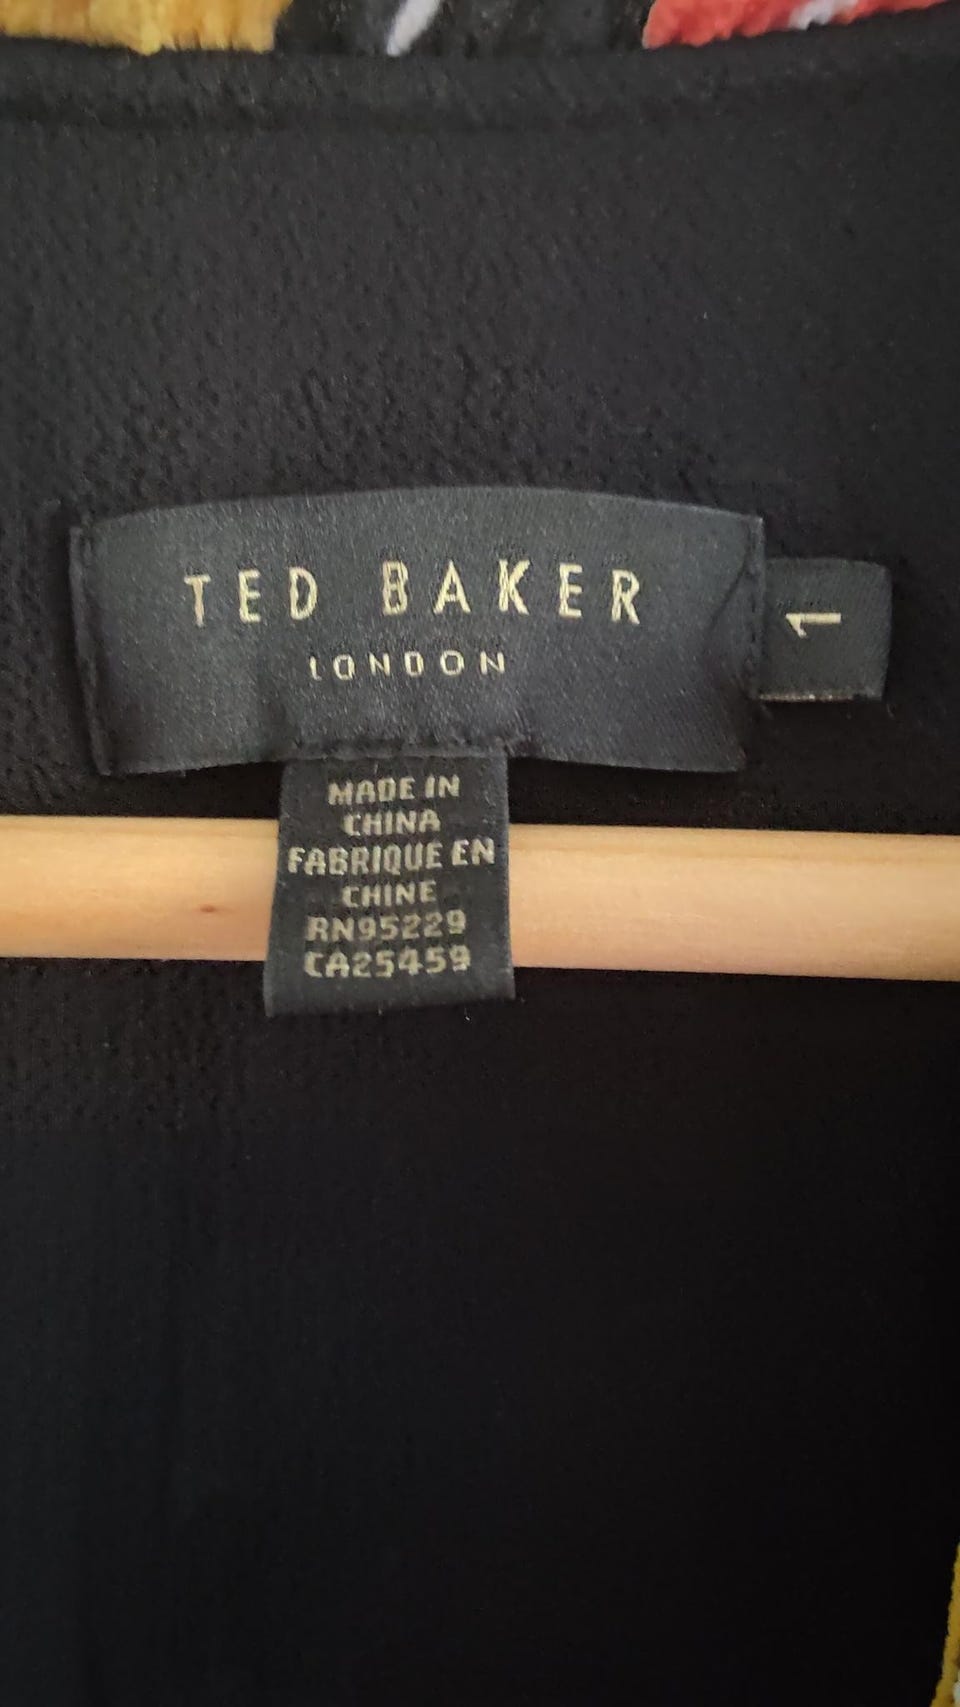 TED BAKER
LONDON
1
MADE IN
CHINA
FABRIQUE EN
CHINE
RN95229
CA25459